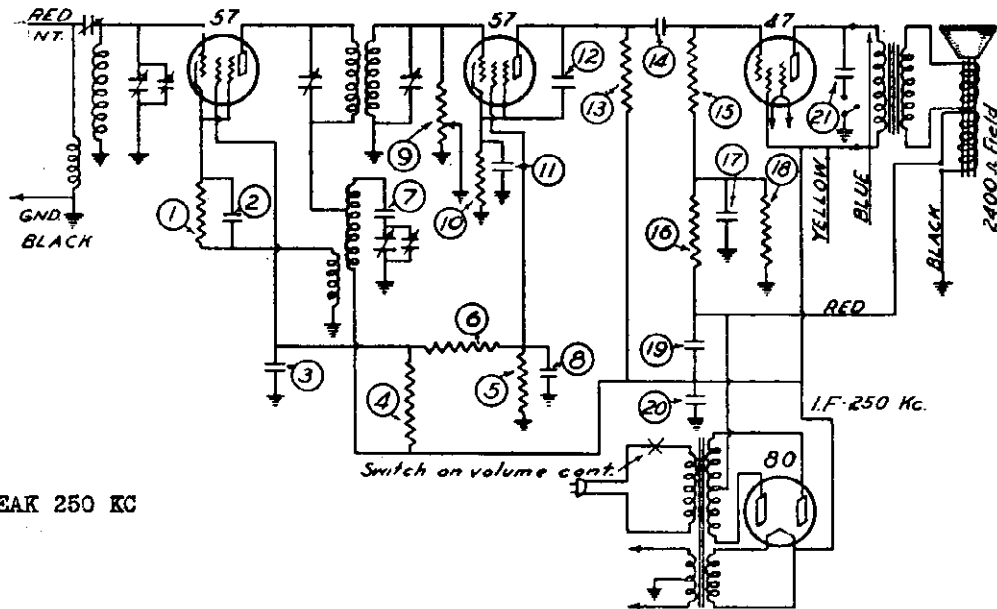 RED
NT.
57
57
47
12
14
13
15
21
9
11
10
1
2
7
17
18
16
GND.
BLACK
YELLOW
BLUE
BLACK
2400 Ω Field
RED
6
3
8
5
4
19
20
I.F-250 Kc.
Switch on volume cont.
80
EAK 250 KC